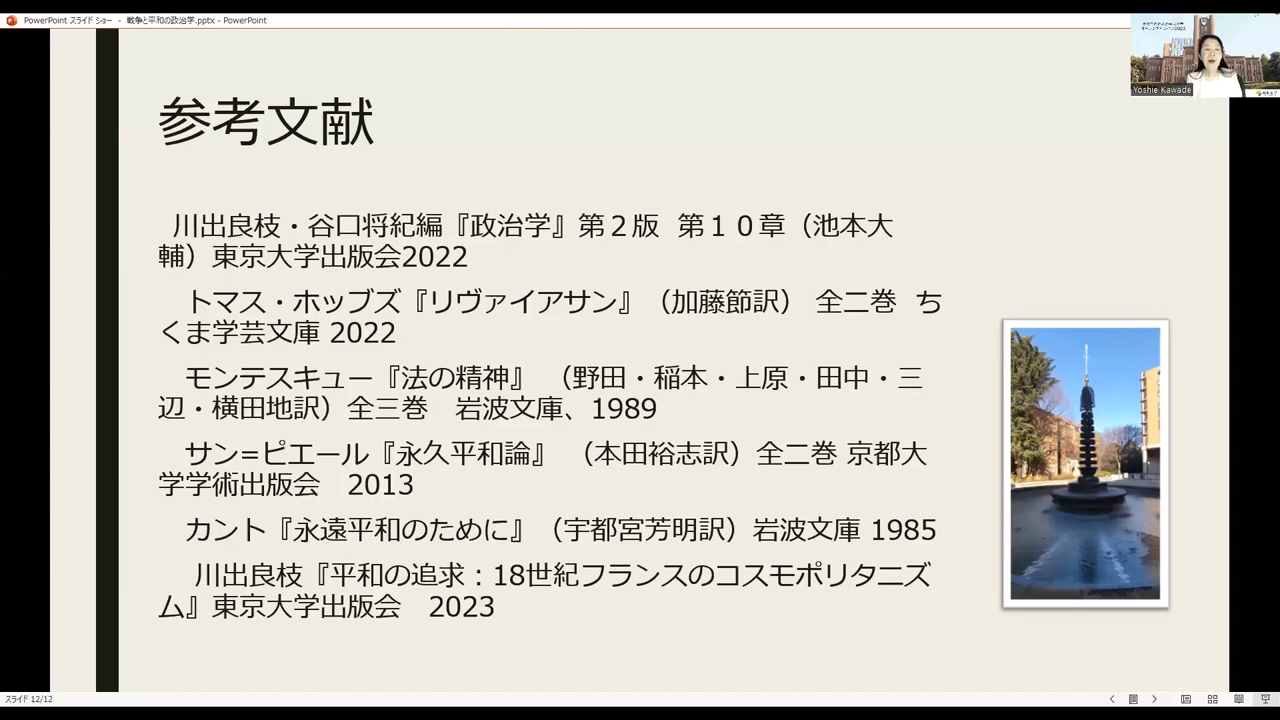 PowerPoint スライド ショー - 戦争と平和の政治学.pptx - PowerPoint
Yoshie Kawade
参考文献
川出良枝・谷口将紀編『政治学』第２版 第１０章（池本大
輔）東京大学出版会2022
トマス・ホッブズ『リヴァイアサン』（加藤節訳） 全二巻 ち
くま学芸文庫 2022
モンテスキュー『法の精神』 （野田・稲本・上原・田中・三
辺・横田地訳）全三巻　岩波文庫、1989
サン=ピエール『永久平和論』 （本田裕志訳）全二巻 京都大
学学術出版会　2013
カント『永遠平和のために』（宇都宮芳明訳）岩波文庫 1985
川出良枝『平和の追求：18世紀フランスのコスモポリタニズ
ム』東京大学出版会　2023
スライド 12/12